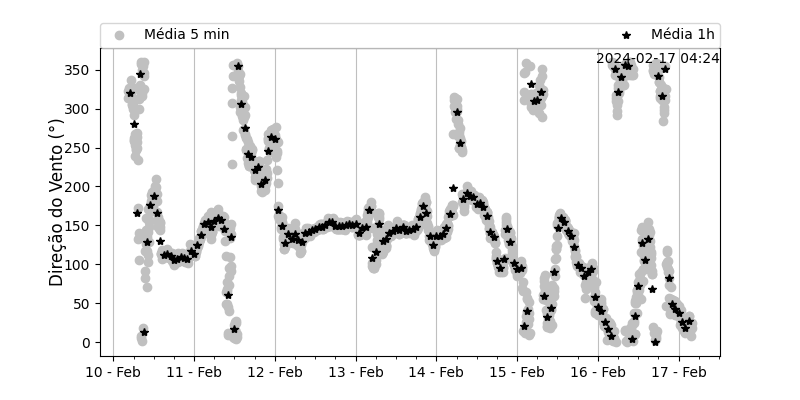 Média 5 min
Média 1h
2024-02-17 04:24
Direção do Vento (°)
350
300
250
200
150
100
50
0
10 - Feb
11 - Feb
12 - Feb
13 - Feb
14 - Feb
15 - Feb
16 - Feb
17 - Feb